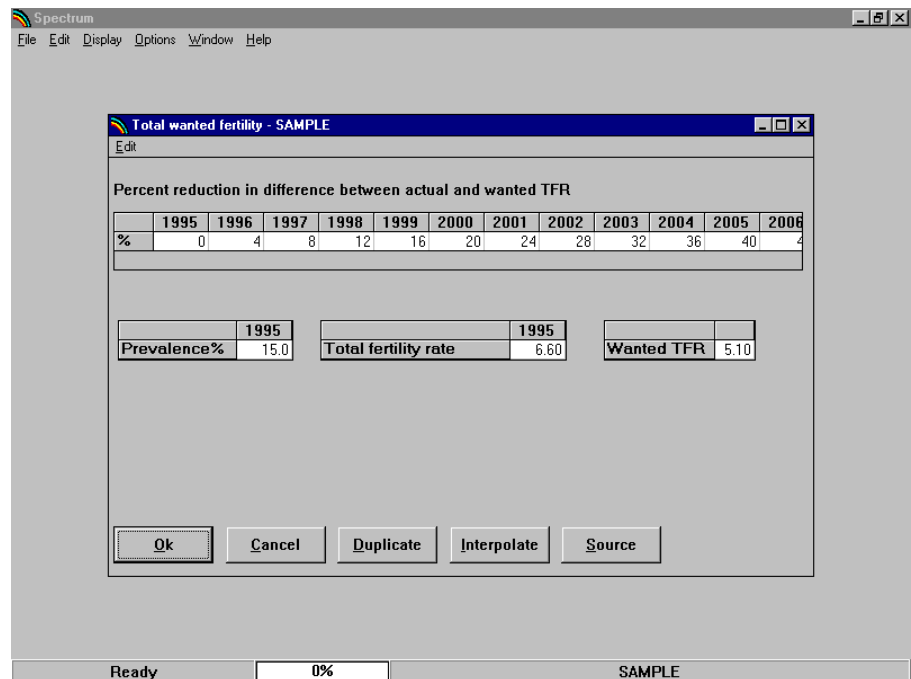 Spectrum
File Edit Display Options Window Help
Total wanted fertility - SAMPLE
Edit
Percent reduction in difference between actual and wanted TFR
1995 1996 1997 1998 1999 2000 2001 2002 2003 2004 2005 2006
% 0 4 8 12 16 20 24 28 32 36 40
1995 1995
Prevalence% 15.0 Total fertility rate 6.60 Wanted TFR 5.10
Ok Cancel Duplicate Interpolate Source
Ready 0% SAMPLE